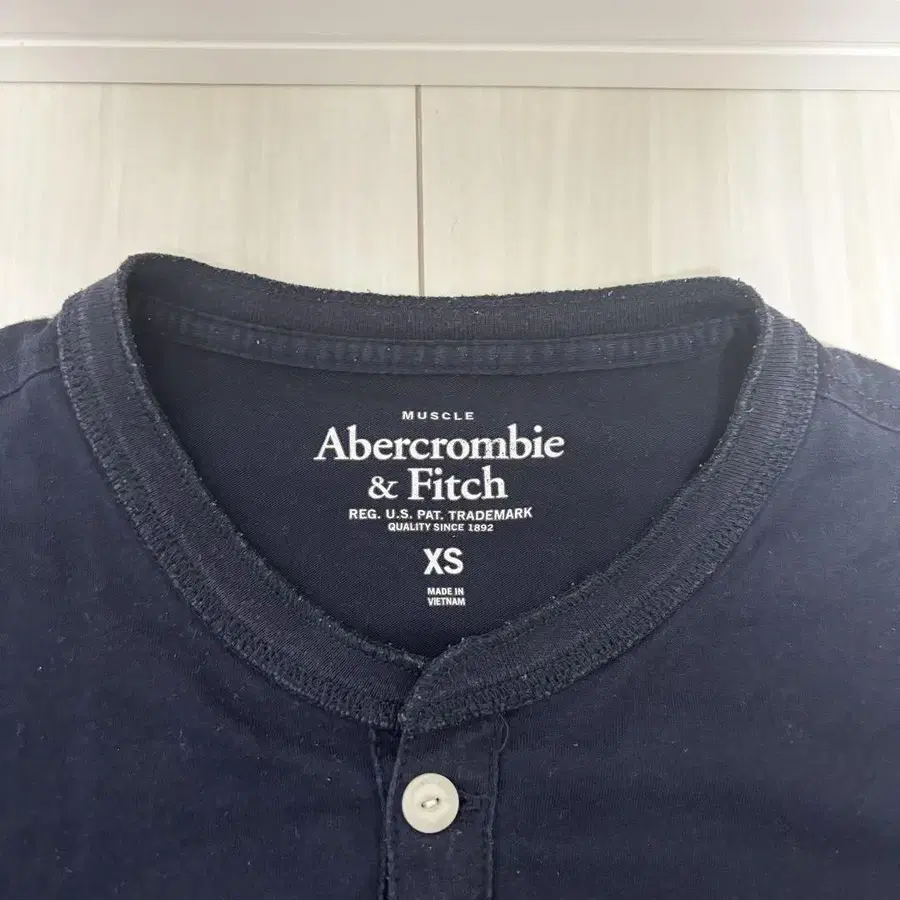 MUSCLE
Abercrombie
& Fitch
REG. U.S. PAT. TRADEMARK
QUALITY SINCE 1892
XS
MADE IN
VIETNAM